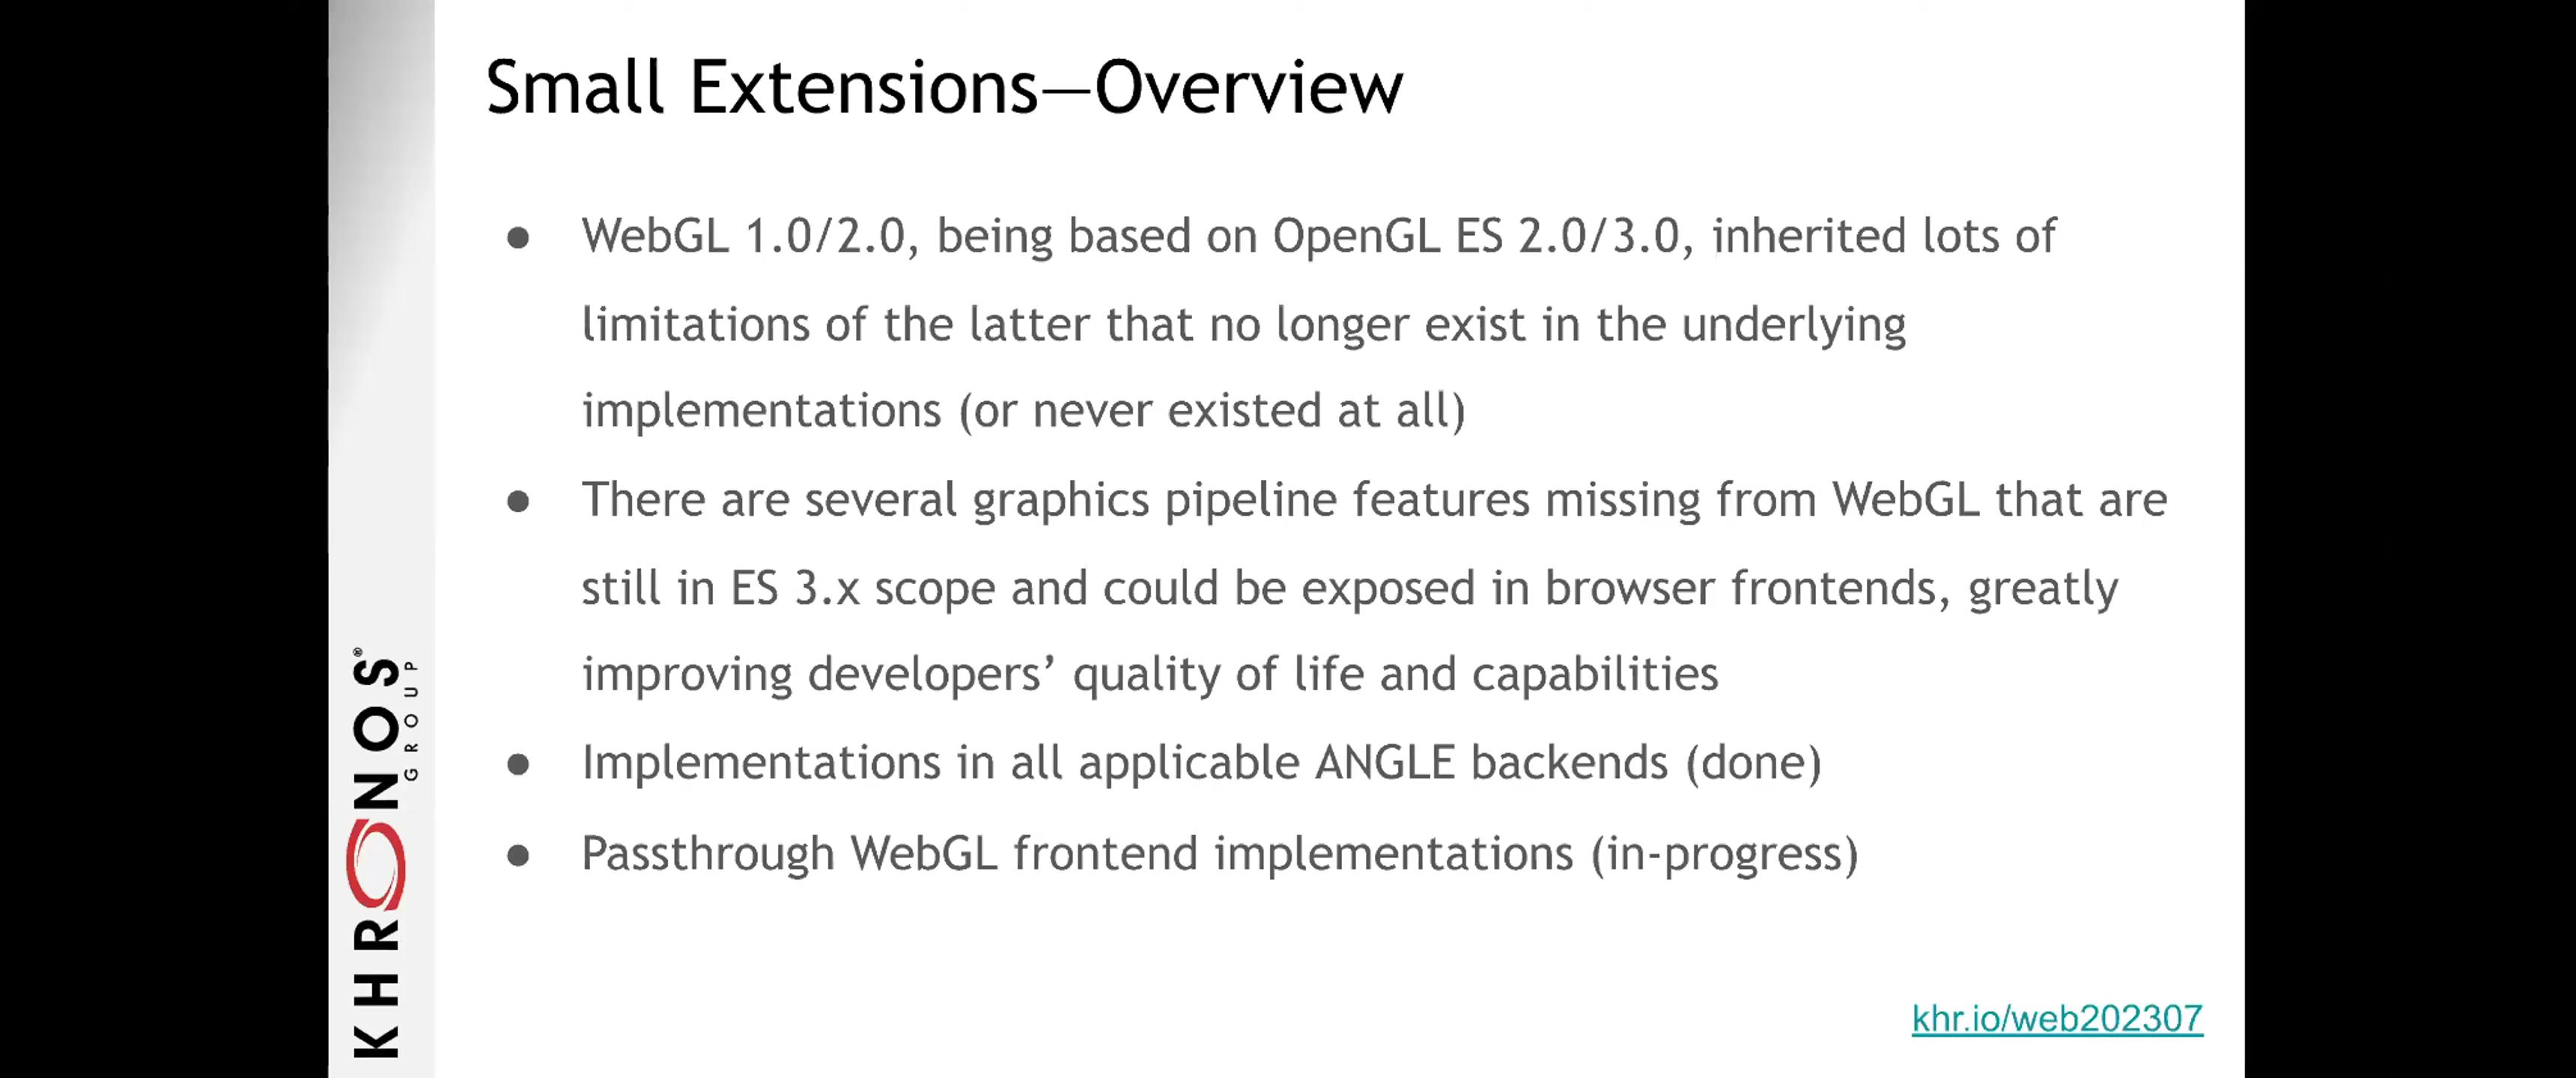 Small Extensions—Overview
● WebGL 1.0/2.0, being based on OpenGL ES 2.0/3.0, inherited lots of
limitations of the latter that no longer exist in the underlying
implementations (or never existed at all)
● There are several graphics pipeline features missing from WebGL that are
still in ES 3.x scope and could be exposed in browser frontends, greatly
improving developers’ quality of life and capabilities
● Implementations in all applicable ANGLE backends (done)
● Passthrough WebGL frontend implementations (in-progress)
KHRONOS®
GROUP
khr.io/web202307